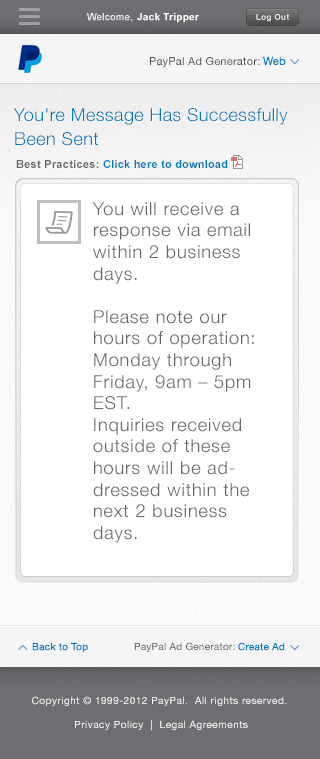 Welcome, Jack Tripper
Log Out
PayPal Ad Generator: Web
You're Message Has Successfully
Been Sent
Best Practices: Click here to download
You will receive a
response via email
within 2 business
days.
Please note our
hours of operation:
Monday through
Friday, 9am – 5pm
EST.
Inquiries received
outside of these
hours will be ad-
dressed within the
next 2 business
days.
Back to Top
PayPal Ad Generator: Create Ad
Copyright © 1999-2012 PayPal. All rights reserved.
Privacy Policy | Legal Agreements